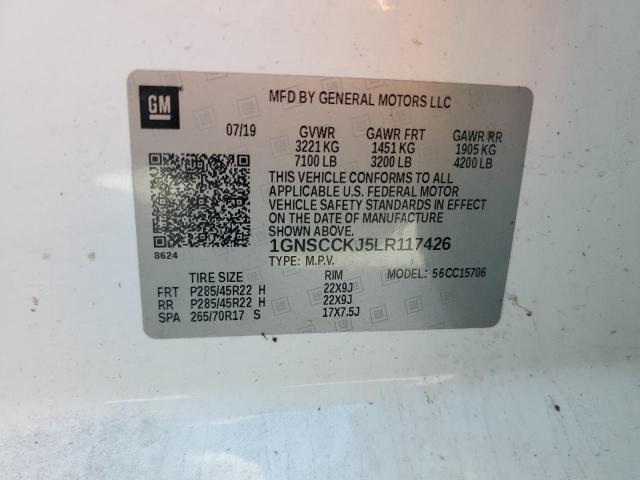 GM
MFD BY GENERAL MOTORS LLC
07/19 GVWR GAWR FRT GAWR RR
3221 KG 1451 KG 1905 KG
7100 LB 3200 LB 4200 LB
THIS VEHICLE CONFORMS TO ALL
APPLICABLE U.S. FEDERAL MOTOR
VEHICLE SAFETY STANDARDS IN EFFECT
ON THE DATE OF MANUFACTURE
SHOWN ABOVE.
1GNSCCKJ5LR117426
8624
TYPE: M.P.V. MODEL: 56CC15706
TIRE SIZE RIM
FRT P285/45R22 H 22X9J
RR P285/45R22 H 22X9J
SPA 265/70R17 S 17X7.5J